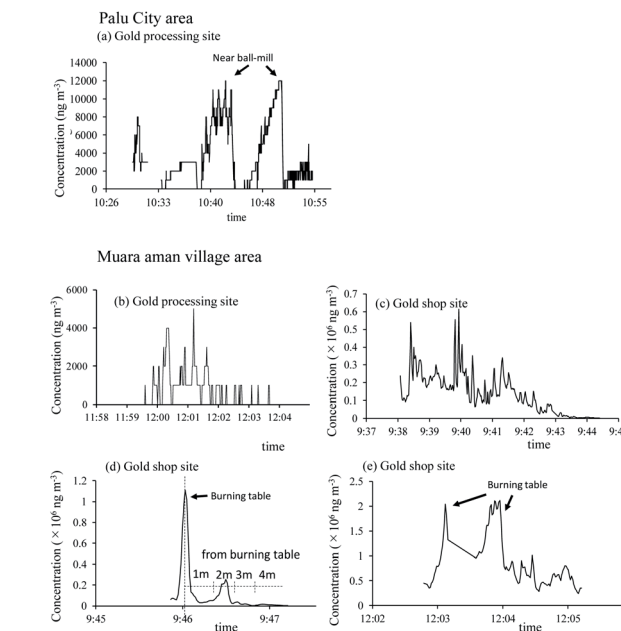 Palu City area
(a) Gold processing site
Near ball-mill
Concentration (ng m-3)
14000
12000
10000
8000
6000
4000
2000
0
10:26 10:33 10:40 10:48 10:55
time
Muara aman village area
(b) Gold processing site
Concentration (ng m-3)
6000
4000
2000
0
11:58 11:59 12:00 12:01 12:02 12:03 12:04
time
(c) Gold shop site
Concentration (×10⁶ ng m-3)
0.7
0.6
0.5
0.4
0.3
0.2
0.1
0
9:37 9:38 9:39 9:40 9:41 9:42 9:43 9:44
time
(d) Gold shop site
Concentration (×10⁶ ng m-3)
1.2
1
0.8
0.6
0.4
0.2
0
Burning table
from burning table
1m 2m 3m 4m
9:45 9:46 9:47
time
(e) Gold shop site
Concentration (×10⁶ ng m-3)
2.5
2
1.5
1
0.5
0
Burning table
12:02 12:03 12:04 12:05
time